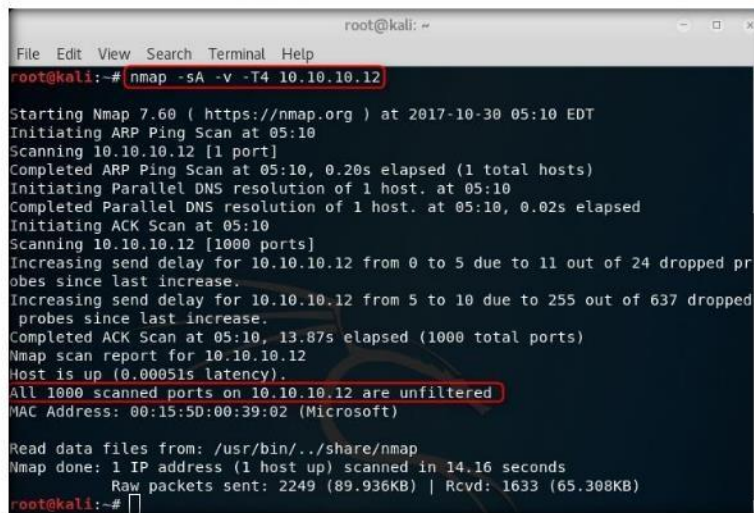 root@kali: ~
File Edit View Search Terminal Help
root@kali:~# nmap -sA -v -T4 10.10.10.12
Starting Nmap 7.60 ( https://nmap.org ) at 2017-10-30 05:10 EDT
Initiating ARP Ping Scan at 05:10
Scanning 10.10.10.12 [1 port]
Completed ARP Ping Scan at 05:10, 0.20s elapsed (1 total hosts)
Initiating Parallel DNS resolution of 1 host. at 05:10
Completed Parallel DNS resolution of 1 host. at 05:10, 0.02s elapsed
Initiating ACK Scan at 05:10
Scanning 10.10.10.12 [1000 ports]
Increasing send delay for 10.10.10.12 from 0 to 5 due to 11 out of 24 dropped pr
obes since last increase.
Increasing send delay for 10.10.10.12 from 5 to 10 due to 255 out of 637 dropped
 probes since last increase.
Completed ACK Scan at 05:10, 13.87s elapsed (1000 total ports)
Nmap scan report for 10.10.10.12
Host is up (0.00051s latency).
All 1000 scanned ports on 10.10.10.12 are unfiltered
MAC Address: 00:15:5D:00:39:02 (Microsoft)
Read data files from: /usr/bin/../share/nmap
Nmap done: 1 IP address (1 host up) scanned in 14.16 seconds
Raw packets sent: 2249 (89.936KB) | Rcvd: 1633 (65.308KB)
root@kali:~#